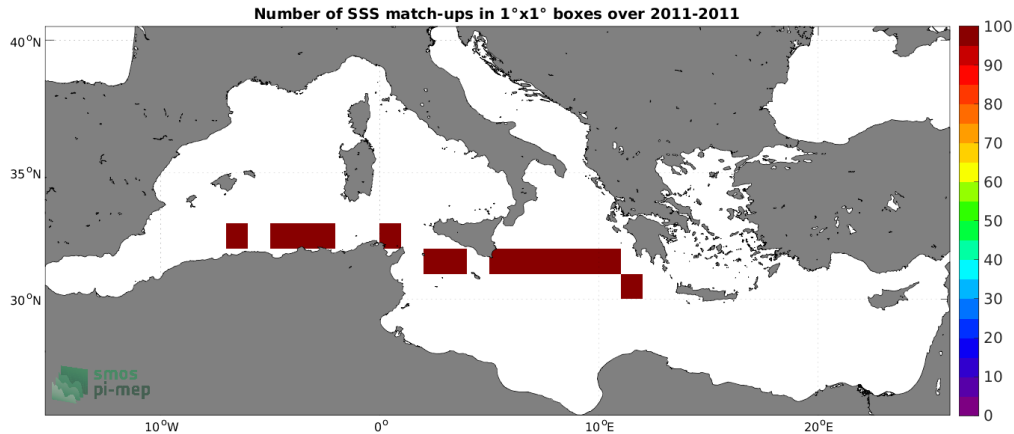 Number of SSS match-ups in 1°x1° boxes over 2011-2011
40°N
35°N
30°N
10°W
0°
10°E
20°E
100
90
80
70
60
50
40
30
20
10
0
smos
pi-mep